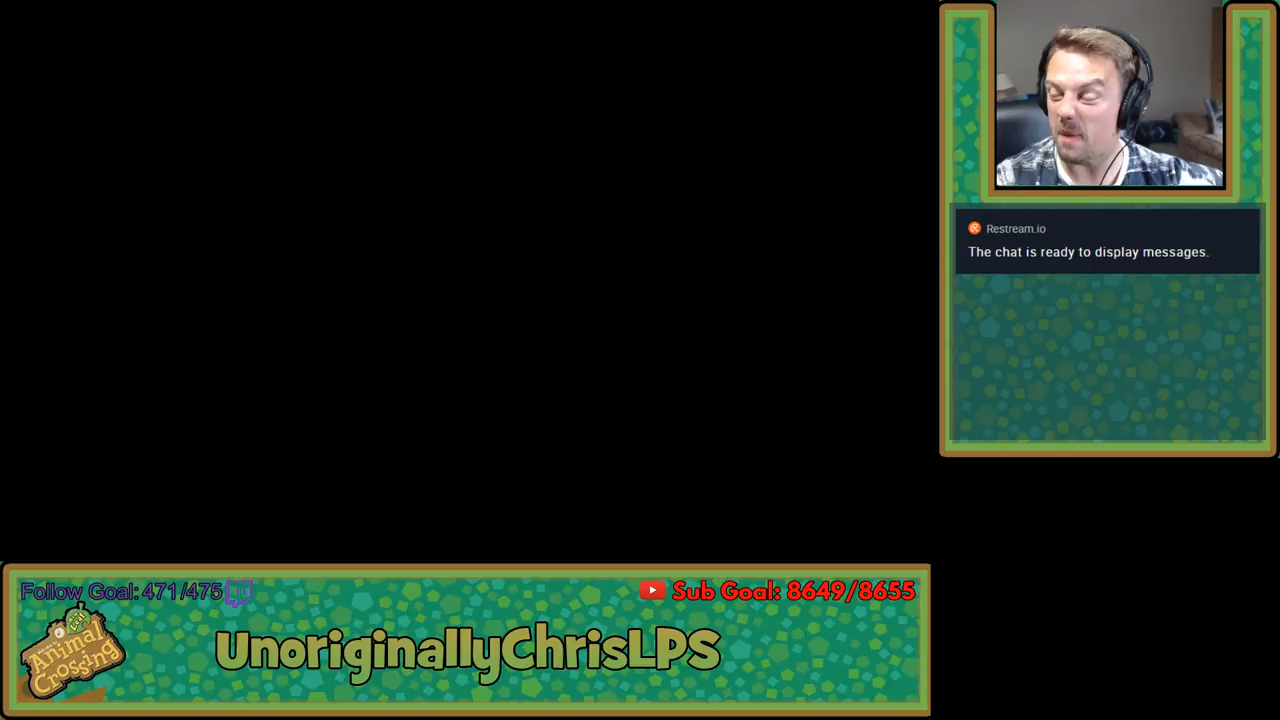 Restream.io
The chat is ready to display messages.
Follow Goal: 471/475
Sub Goal: 8649/8655
Animal
Crossing
UnoriginallyChrisLPS